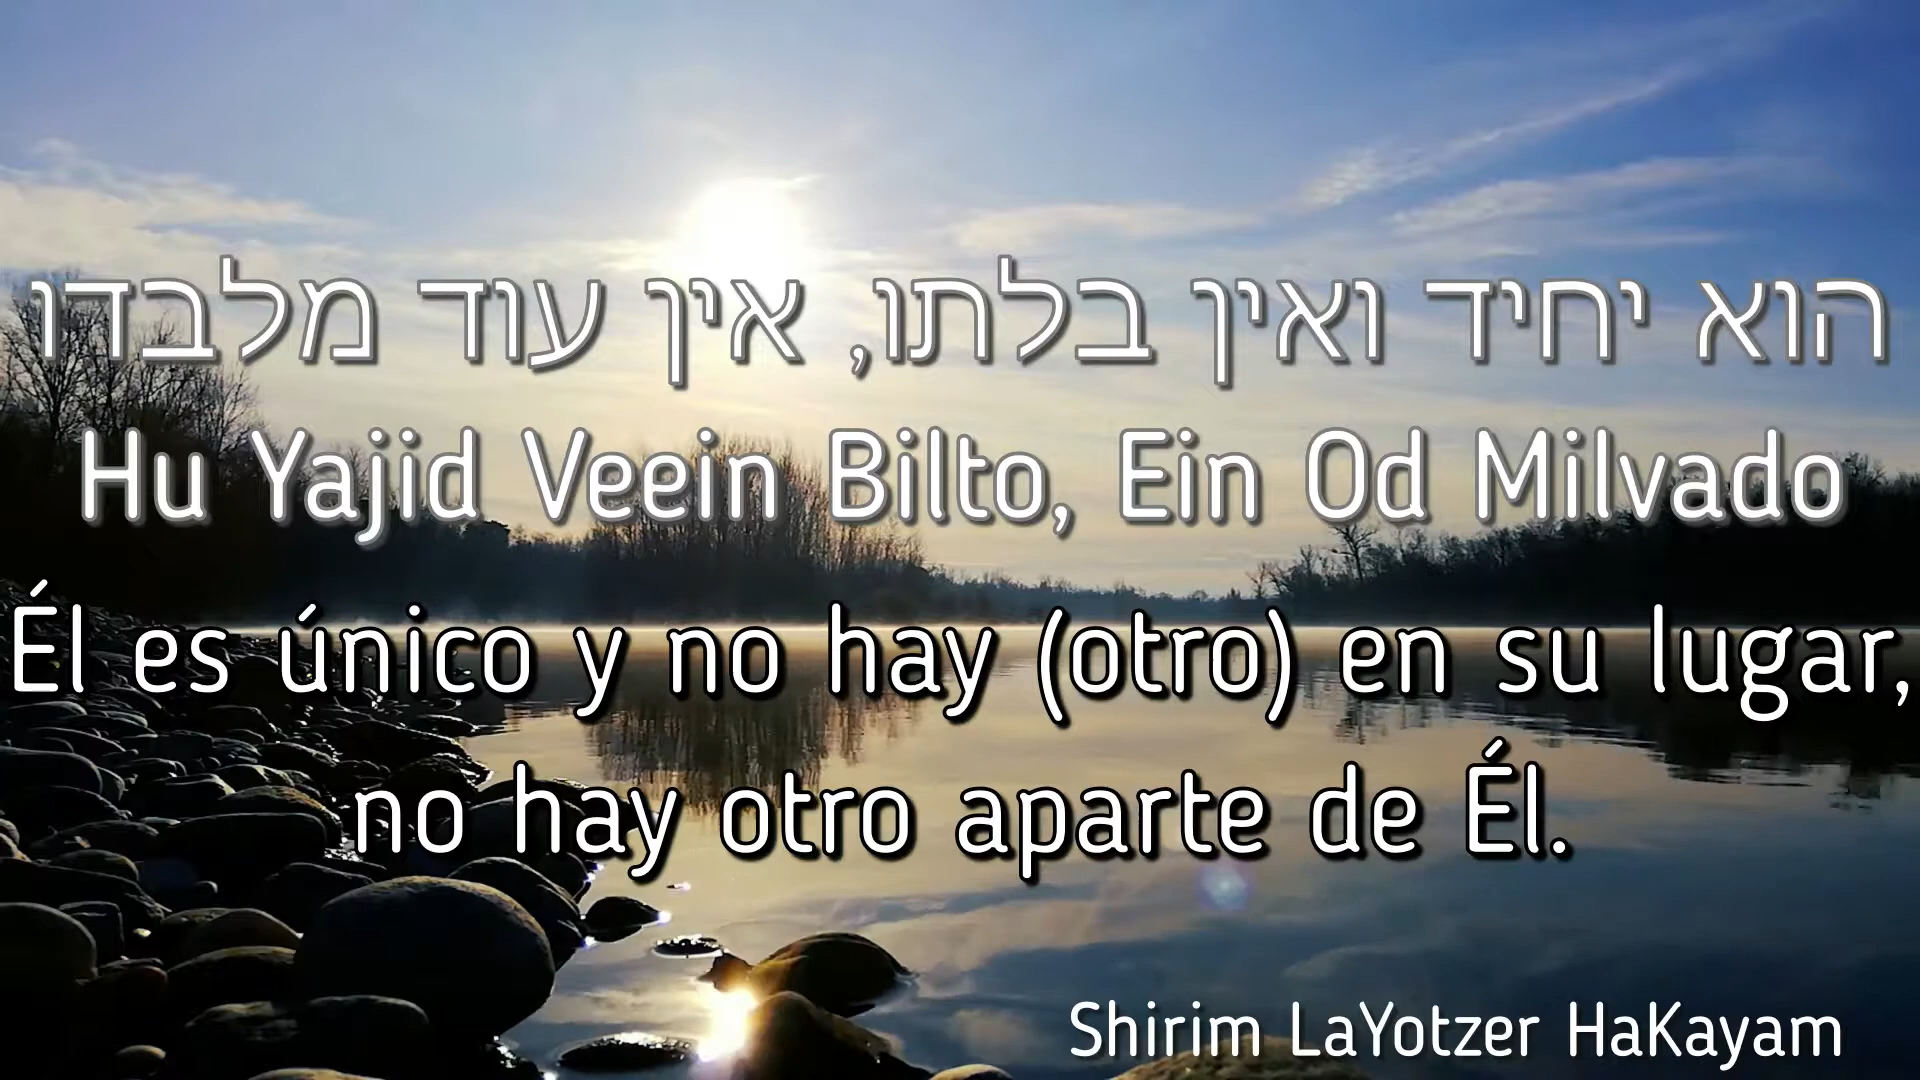 הוא יחיד ואין בלתו, אין עוד מלבדו
Hu Yajid Veein Bilto, Ein Od Milvado
Él es único y no hay (otro) en su lugar,
no hay otro aparte de Él.
Shirim LaYotzer HaKayam